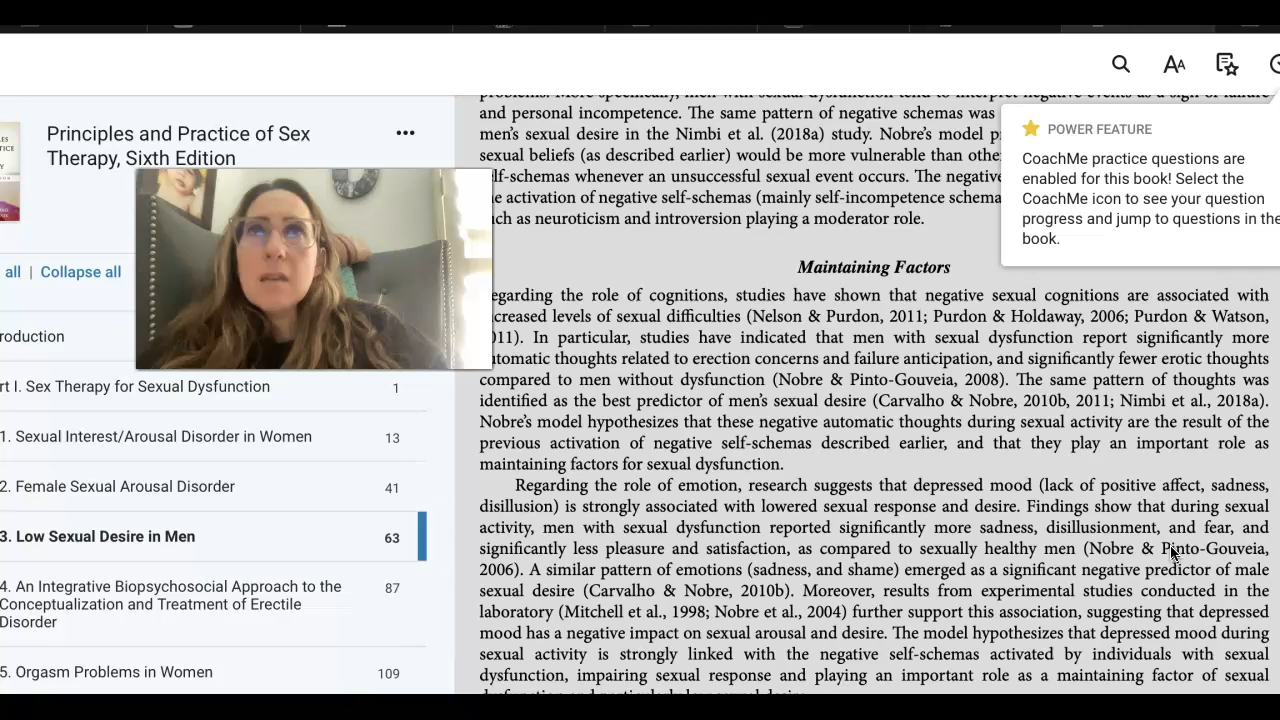 Principles and Practice of Sex
Therapy, Sixth Edition
all | Collapse all
roduction
rt I. Sex Therapy for Sexual Dysfunction 1
1. Sexual Interest/Arousal Disorder in Women 13
2. Female Sexual Arousal Disorder 41
3. Low Sexual Desire in Men 63
4. An Integrative Biopsychosocial Approach to the 87
Conceptualization and Treatment of Erectile
Disorder
5. Orgasm Problems in Women 109
problems. More specifically, men with sexual dysfunction tend to interpret negative events as a sign of failure
and personal incompetence. The same pattern of negative schemas was
men's sexual desire in the Nimbi et al. (2018a) study. Nobre's model
sexual beliefs (as described earlier) would be more vulnerable than
elf-schemas whenever an unsuccessful sexual event occurs. The negative
e activation of negative self-schemas (mainly self-incompetence schema
uch as neuroticism and introversion playing a moderator role.
Maintaining Factors
egarding the role of cognitions, studies have shown that negative sexual cognitions are associated with
creased levels of sexual difficulties (Nelson & Purdon, 2011; Purdon & Holdaway, 2006; Purdon & Watson,
011). In particular, studies have indicated that men with sexual dysfunction report significantly more
utomatic thoughts related to erection concerns and failure anticipation, and significantly fewer erotic thoughts
compared to men without dysfunction (Nobre & Pinto-Gouveia, 2008). The same pattern of thoughts was
identified as the best predictor of men's sexual desire (Carvalho & Nobre, 2010b, 2011; Nimbi et al., 2018a).
Nobre's model hypothesizes that these negative automatic thoughts during sexual activity are the result of the
previous activation of negative self-schemas described earlier, and that they play an important role as
maintaining factors for sexual dysfunction.
Regarding the role of emotion, research suggests that depressed mood (lack of positive affect, sadness,
disillusion) is strongly associated with lowered sexual response and desire. Findings show that during sexual
activity, men with sexual dysfunction reported significantly more sadness, disillusionment, and fear, and
significantly less pleasure and satisfaction, as compared to sexually healthy men (Nobre & Pinto-Gouveia,
2006). A similar pattern of emotions (sadness, and shame) emerged as a significant negative predictor of male
sexual desire (Carvalho & Nobre, 2010b). Moreover, results from experimental studies conducted in the
laboratory (Mitchell et al., 1998; Nobre et al., 2004) further support this association, suggesting that depressed
mood has a negative impact on sexual arousal and desire. The model hypothesizes that depressed mood during
sexual activity is strongly linked with the negative self-schemas activated by individuals with sexual
dysfunction, impairing sexual response and playing an important role as a maintaining factor of sexual
POWER FEATURE
CoachMe practice questions are
enabled for this book! Select the
CoachMe icon to see your question
progress and jump to questions in the
book.